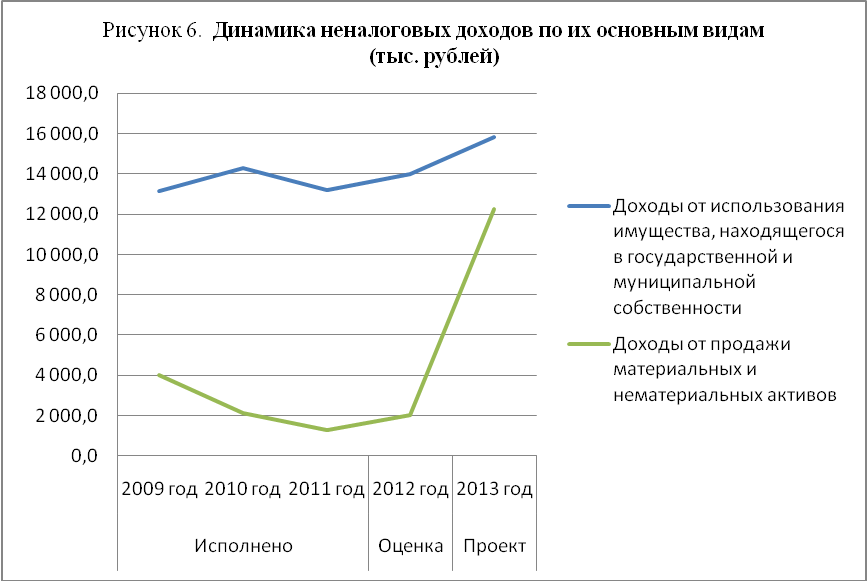 Рисунок 6. Динамика неналоговых доходов по их основным видам
(тыс. рублей)
18 000,0
16 000,0
14 000,0
12 000,0
10 000,0
8 000,0
6 000,0
4 000,0
2 000,0
0,0
2009 год 2010 год 2011 год 2012 год 2013 год
Исполнено Оценка Проект
Доходы от использования
имущества, находящегося
в государственной и
муниципальной
собственности
Доходы от продажи
материальных и
нематериальных активов